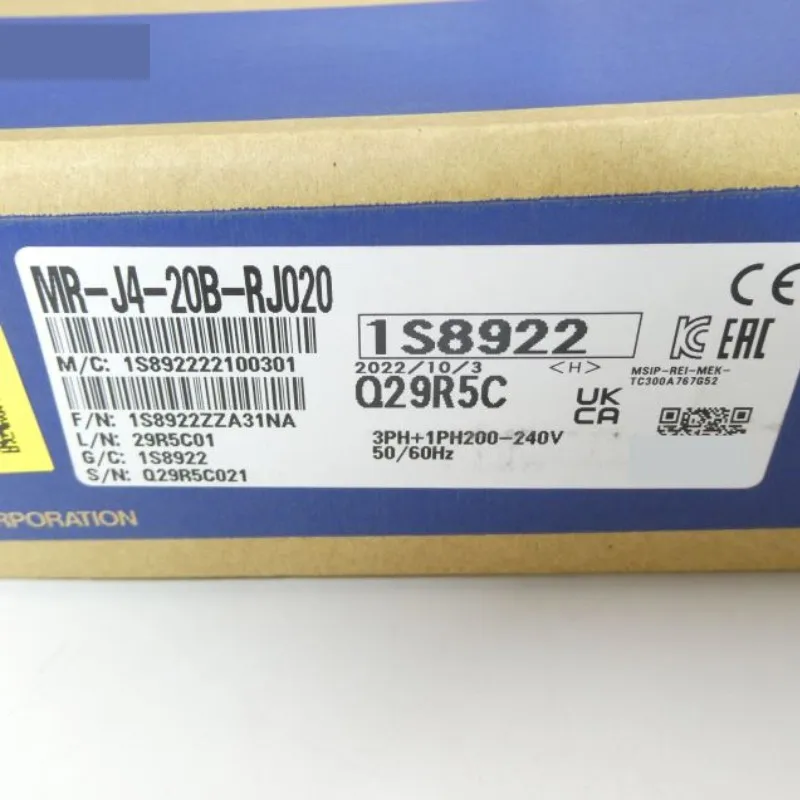 MR-J4-20B-RJ020
M/C: 1S892222100301
F/N: 1S8922ZZA31NA
L/N: 29R5C01
G/C: 1S8922
S/N: Q29R5C021
1S8922
2022/10/3 <H>
Q29R5C
3PH+1PH200-240V
50/60Hz
CE
EAC
MSIP-REI-MEK-
TC300A767G52
UK
CA
RPORATION